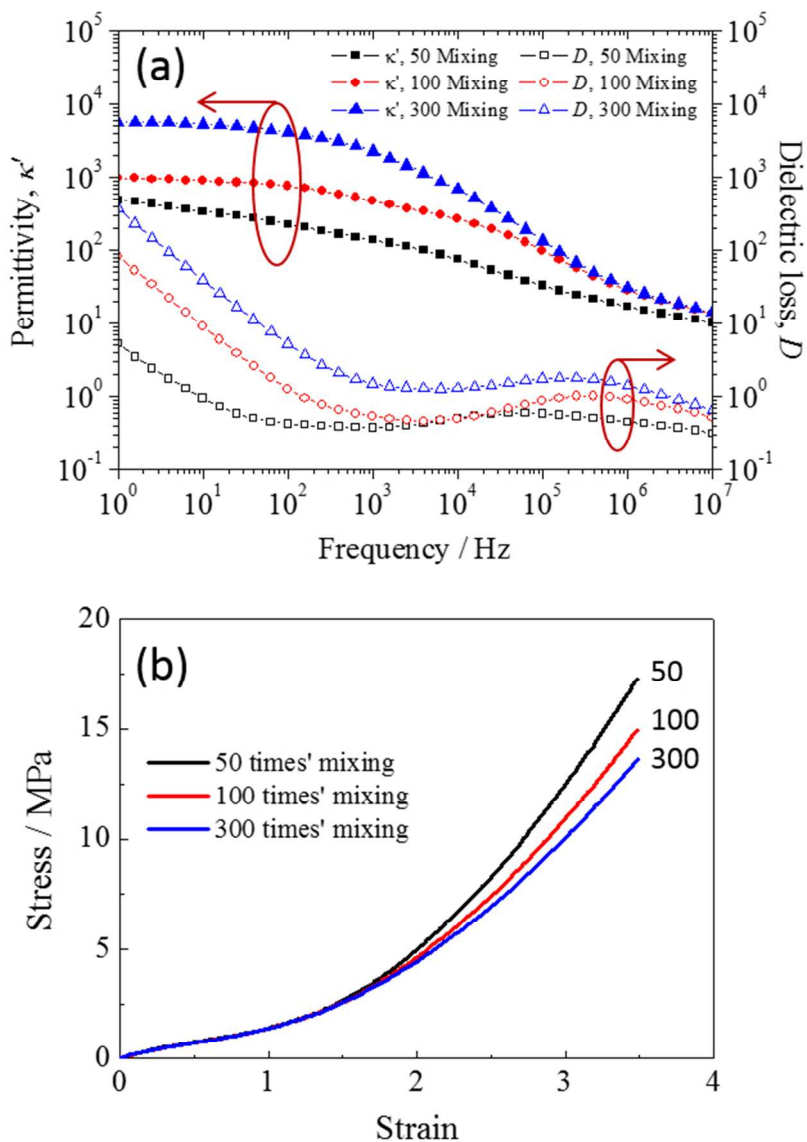 (a)
κ', 50 Mixing D, 50 Mixing
κ', 100 Mixing D, 100 Mixing
κ', 300 Mixing D, 300 Mixing
10^5
10^4
10^3
10^2
10^1
10^0
10^-1
Permittivity, κ'
10^5
10^4
10^3
10^2
10^1
10^0
10^-1
Dielectric loss, D
10^0 10^1 10^2 10^3 10^4 10^5 10^6 10^7
Frequency / Hz
(b)
20
15
10
5
0
Stress / MPa
50 times' mixing
100 times' mixing
300 times' mixing
50
100
300
0 1 2 3 4
Strain